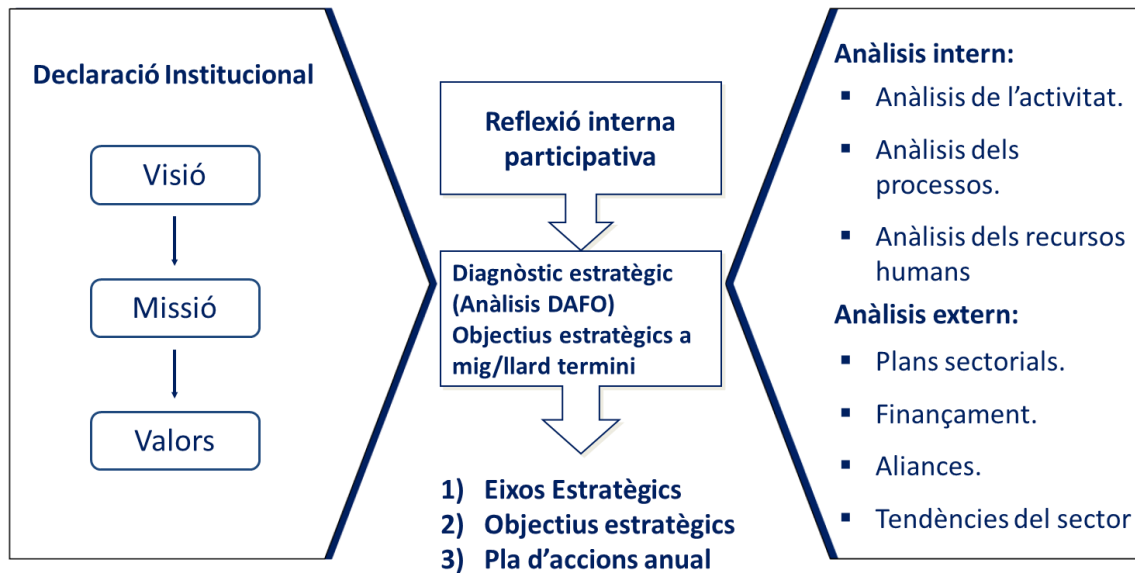 Declaració Institucional
Visió
Missió
Valors
Reflexió interna
participativa
Diagnòstic estratègic
(Anàlisis DAFO)
Objectius estratègics a
mig/llard termini
1) Eixos Estratègics
2) Objectius estratègics
3) Pla d’accions anual
Anàlisis intern:
▪ Anàlisis de l’activitat.
▪ Anàlisis dels
processos.
▪ Anàlisis dels recursos
humans
Anàlisis extern:
▪ Plans sectorials.
▪ Finançament.
▪ Aliances.
▪ Tendències del sector